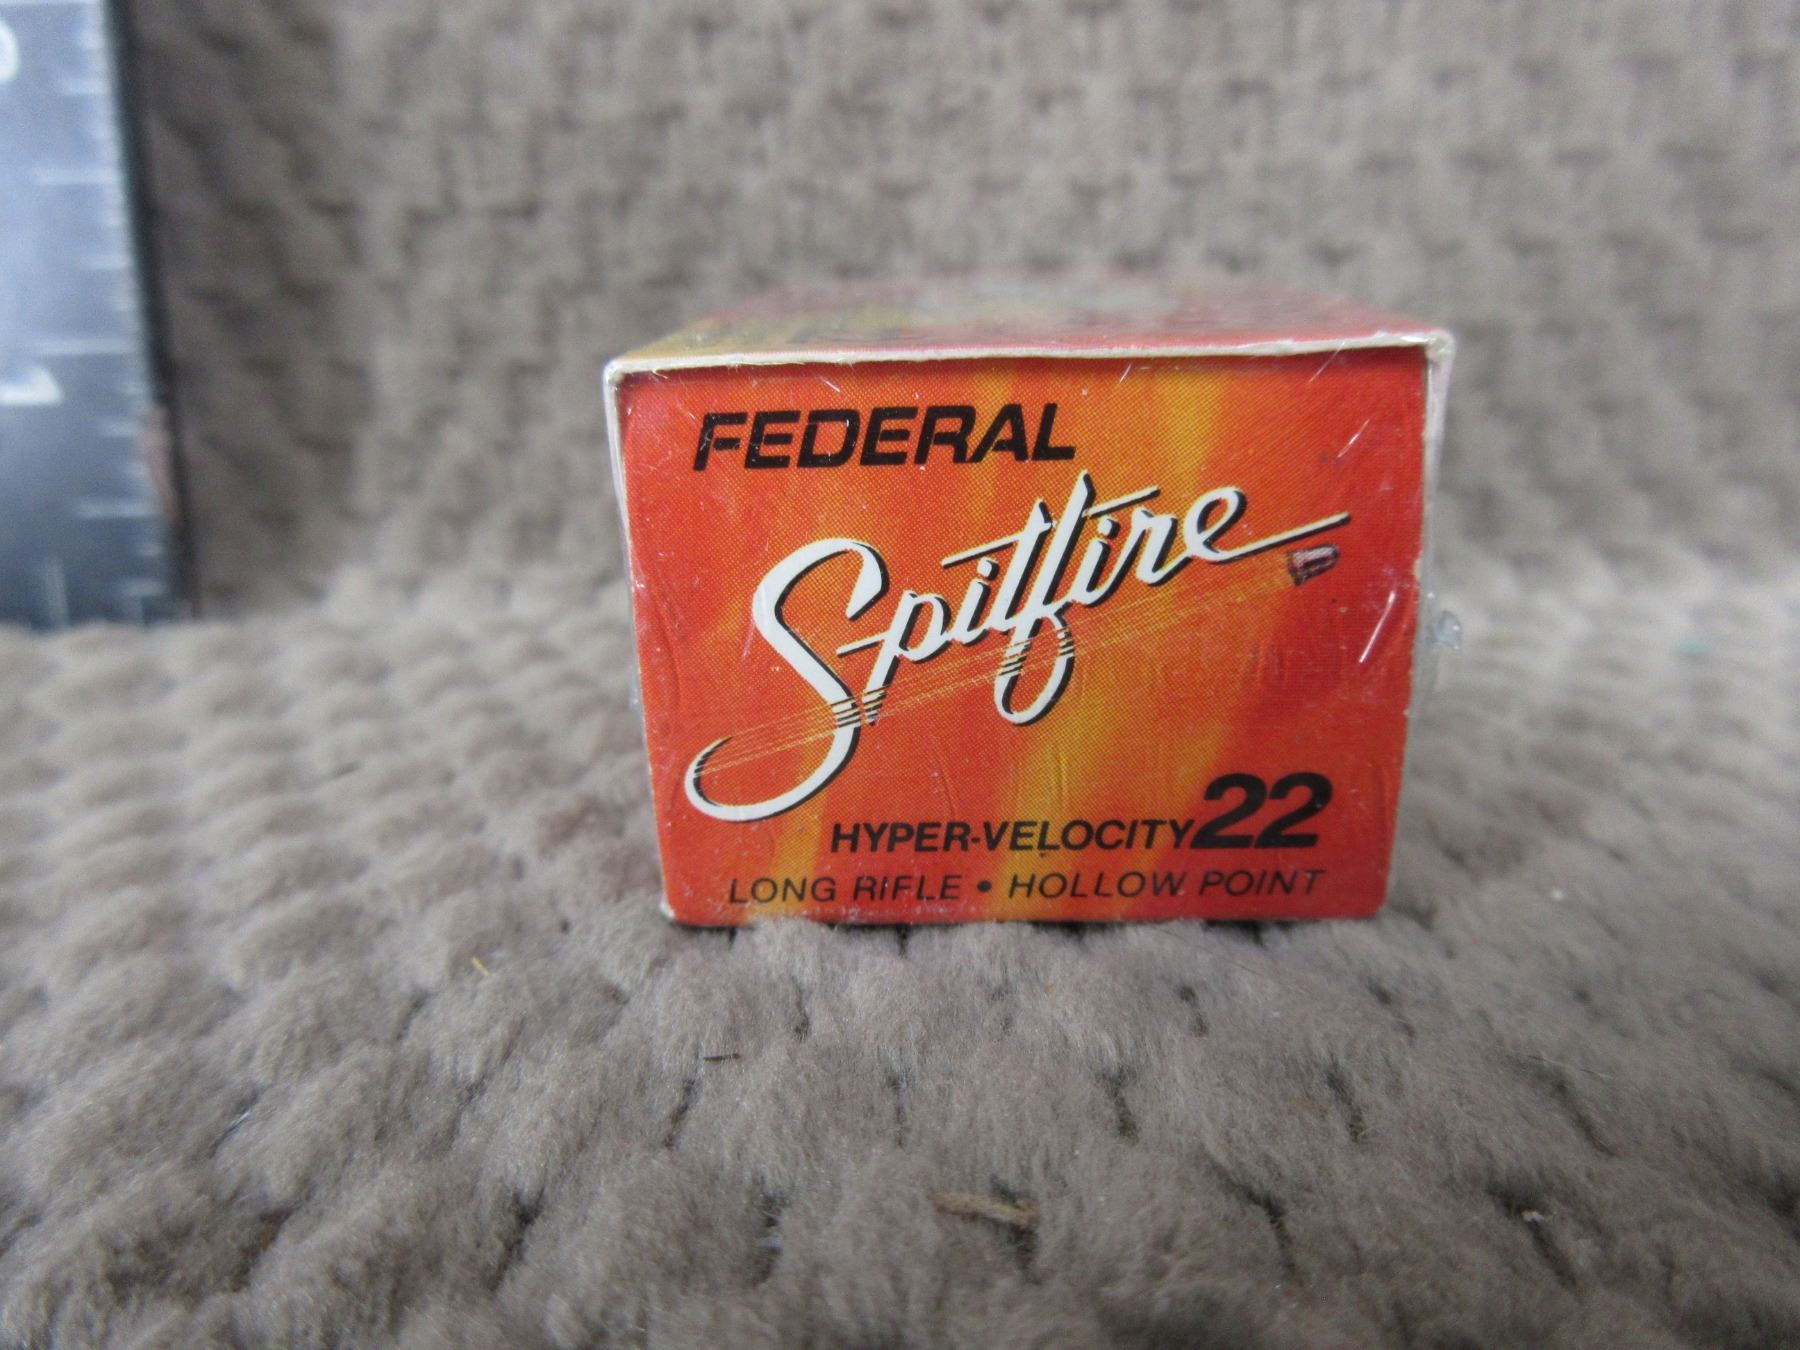 FEDERAL
Spitfire
HYPER-VELOCITY 22
LONG RIFLE • HOLLOW POINT